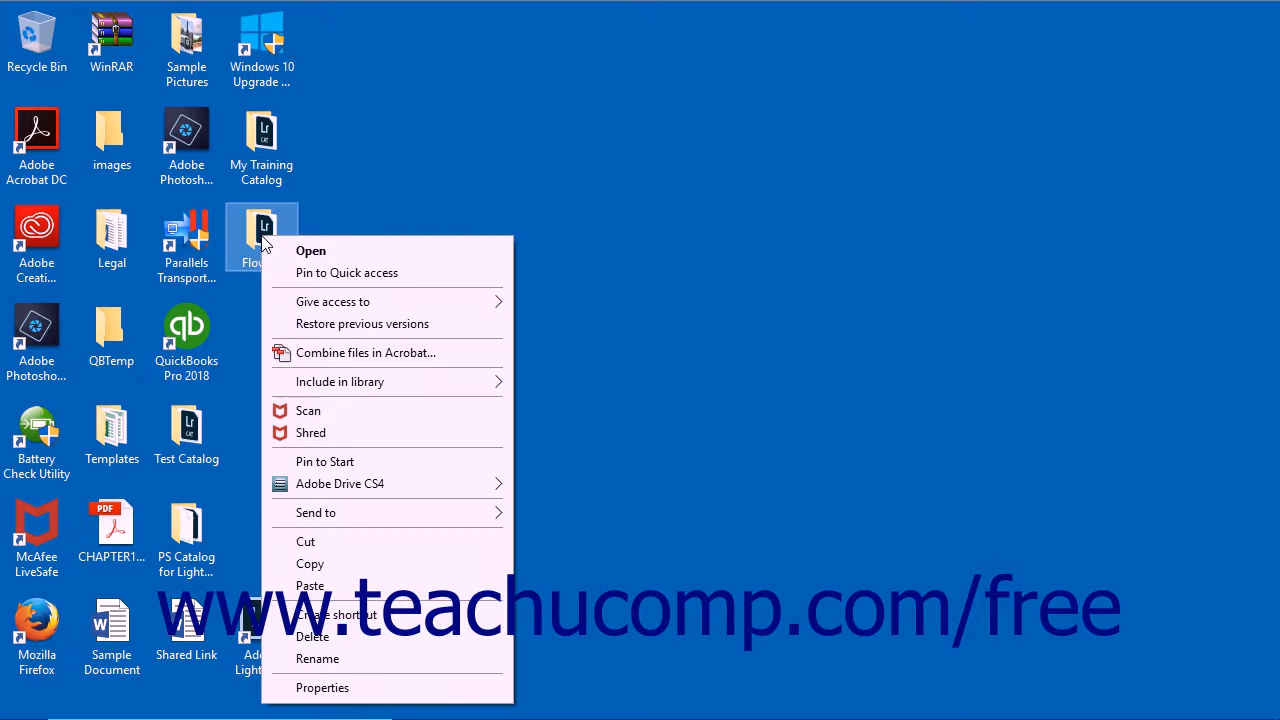 Recycle Bin
WinRAR
Sample
Pictures
Windows 10
Upgrade ...
Adobe
Acrobat DC
images
Adobe
Photosh...
My Training
Catalog
Adobe
Creati...
Legal
Parallels
Transport...
Adobe
Photosho...
QBTemp
QuickBooks
Pro 2018
Battery
Check Utility
Templates
Test Catalog
McAfee
LiveSafe
CHAPTER1...
PS Catalog
for Light...
Mozilla
Firefox
Sample
Document
Shared Link
Open
Pin to Quick access
Give access to
Restore previous versions
Combine files in Acrobat...
Include in library
Scan
Shred
Pin to Start
Adobe Drive CS4
Send to
Cut
Copy
Paste
Create shortcut
Delete
Rename
Properties
www.teachucomp.com/free